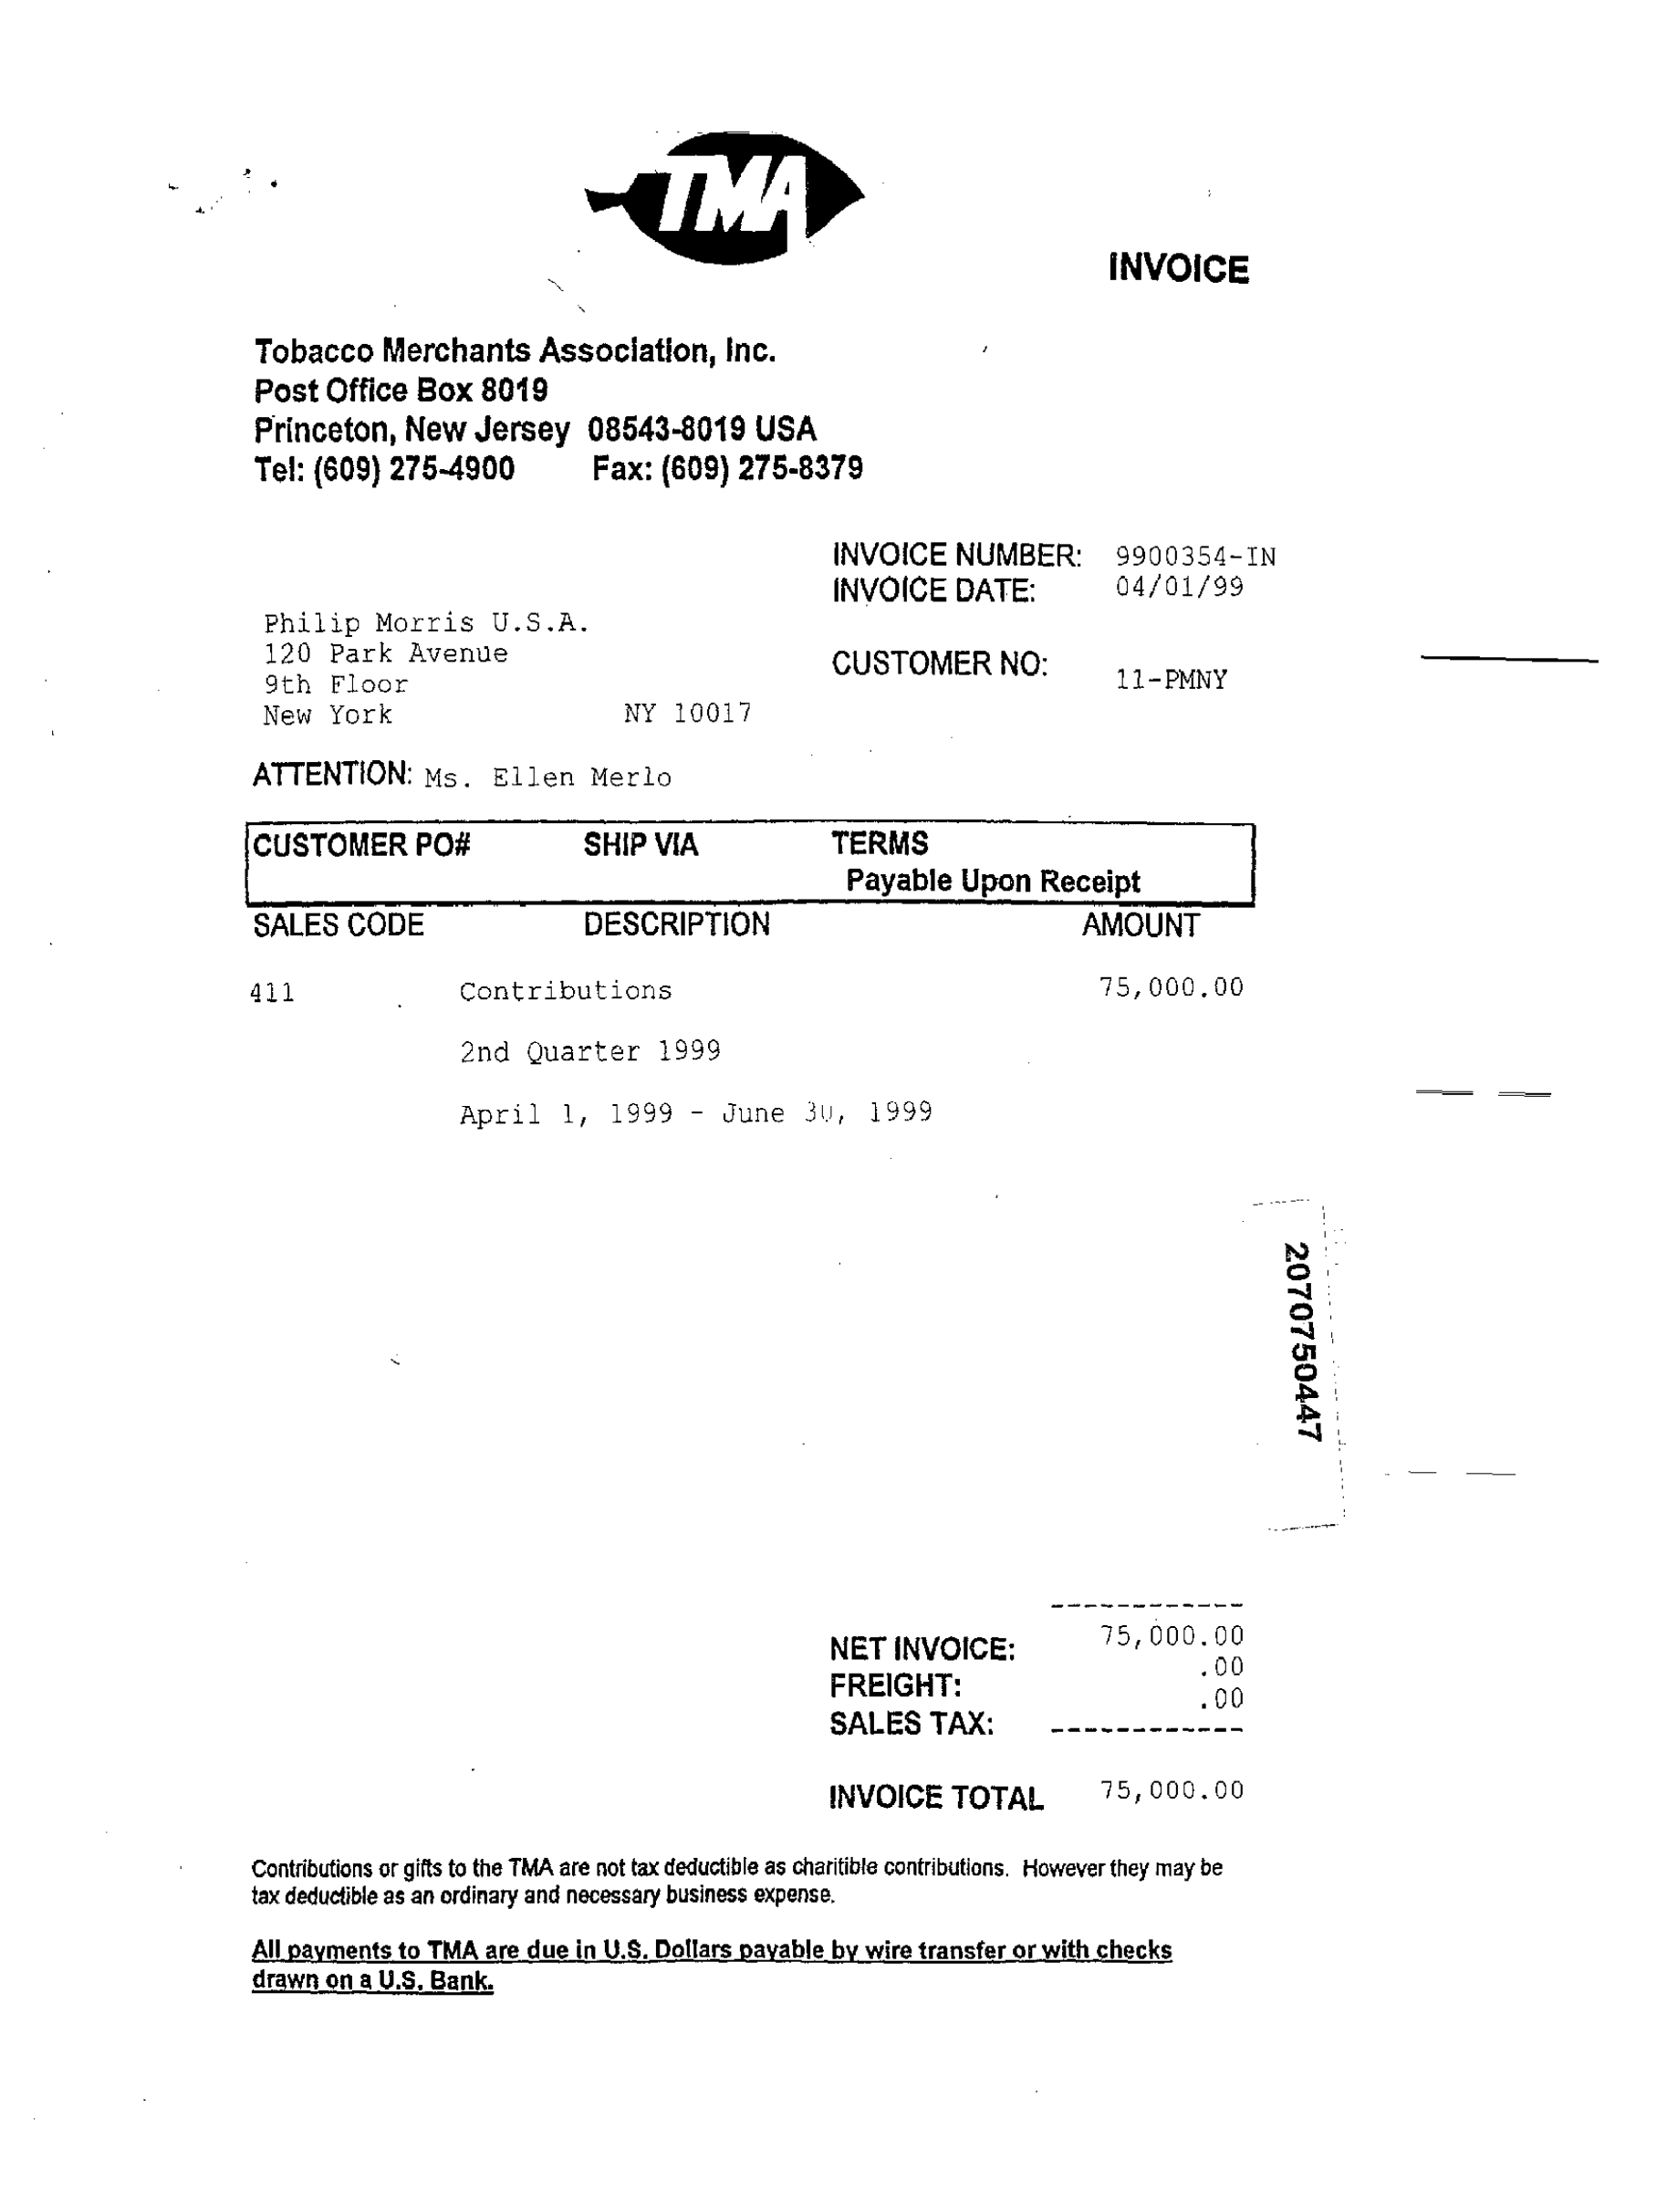 TMA
INVOICE
Tobacco Merchants Association, Inc.
Post Office Box 8019
Princeton, New Jersey 08543-8019 USA
Tel: (609) 275-4900 Fax: (609) 275-8379
INVOICE NUMBER: 9900354-IN
INVOICE DATE: 04/01/99
Philip Morris U.S.A.
120 Park Avenue
9th Floor
New York NY 10017
CUSTOMER NO: 11-PMNY
ATTENTION: Ms. Ellen Merlo
CUSTOMER PO# SHIP VIA TERMS
Payable Upon Receipt
SALES CODE DESCRIPTION AMOUNT
411 Contributions 75,000.00
2nd Quarter 1999
April 1, 1999 - June 30, 1999
2070750447
NET INVOICE: 75,000.00
FREIGHT: .00
SALES TAX: .00
INVOICE TOTAL 75,000.00
Contributions or gifts to the TMA are not tax deductible as charitible contributions. However they may be
tax deductible as an ordinary and necessary business expense.
All payments to TMA are due in U.S. Dollars payable by wire transfer or with checks
drawn on a U.S. Bank.